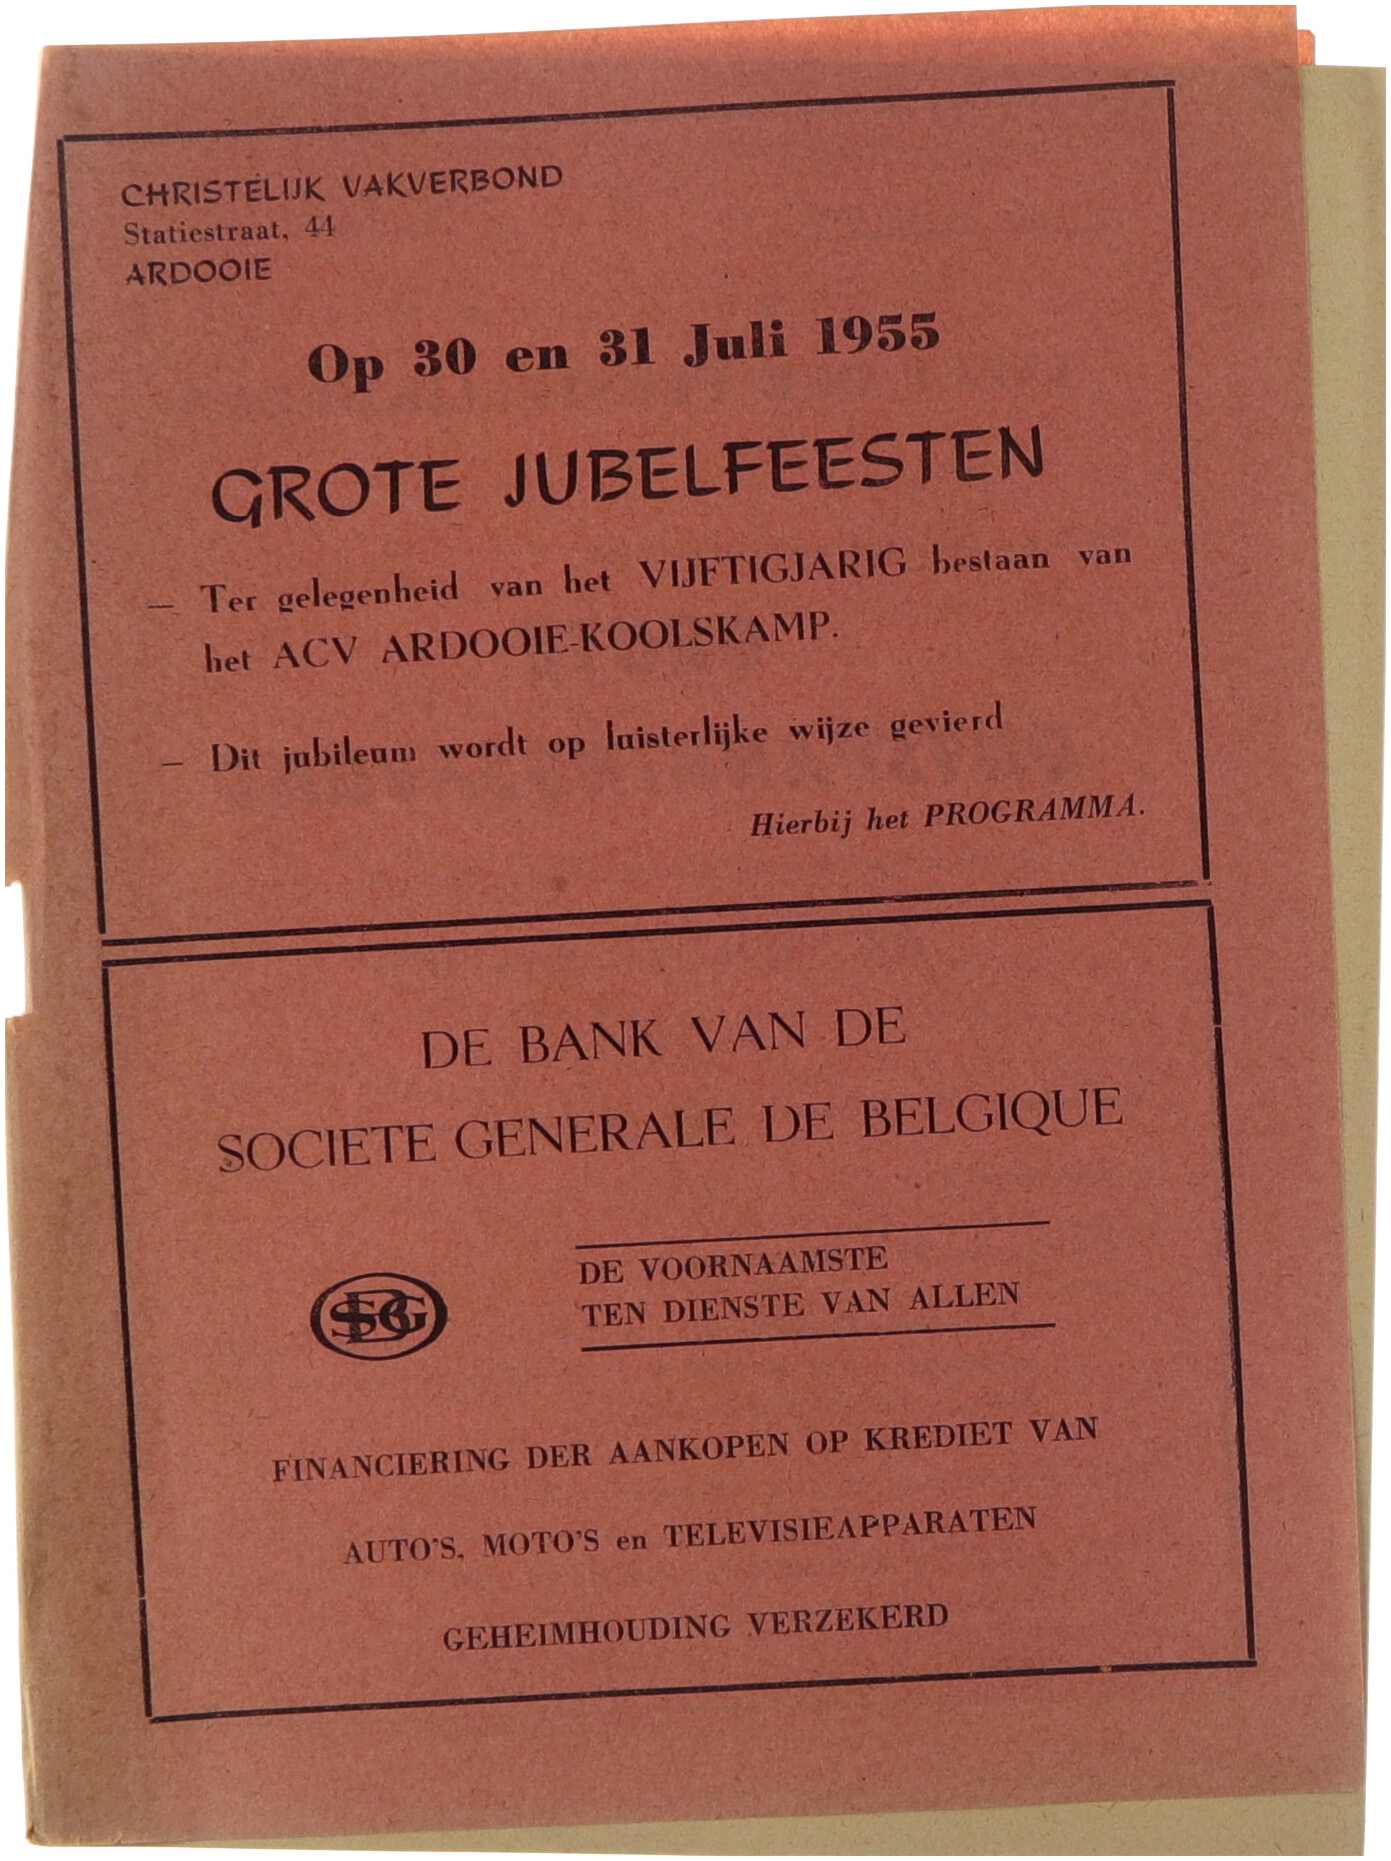 CHRISTELIJK VAKVERBOND
Statiestraat, 44
ARDOOIE
Op 30 en 31 Juli 1955
GROTE JUBELFEESTEN
— Ter gelegenheid van het VIJFTIGJARIG bestaan van
het ACV ARDOOIE-KOOLSKAMP.
— Dit jubileum wordt op luisterlijke wijze gevierd
Hierbij het PROGRAMMA.
DE BANK VAN DE
SOCIETE GENERALE DE BELGIQUE
DE VOORNAAMSTE
TEN DIENSTE VAN ALLEN
FINANCIERING DER AANKOPEN OP KREDIET VAN
AUTO'S, MOTO'S en TELEVISIEAPPARATEN
GEHEIMHOUDING VERZEKERD